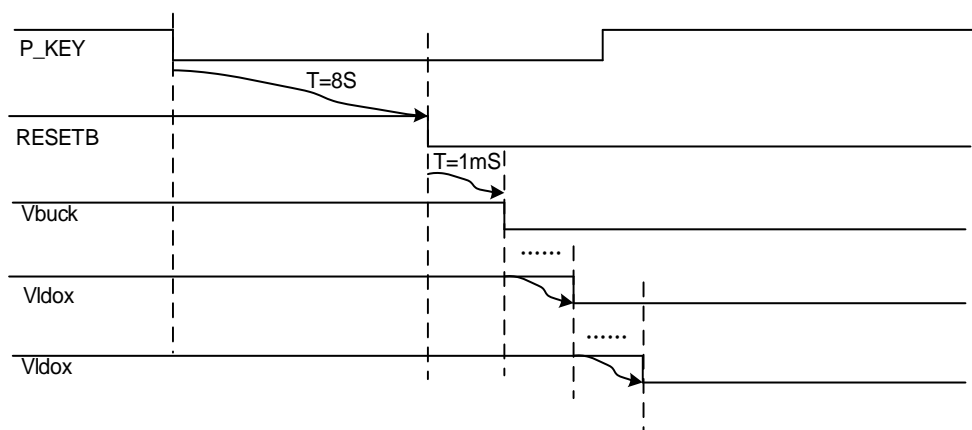 P_KEY
T=8S
RESETB
T=1mS
Vbuck
......
Vldox
......
Vldox